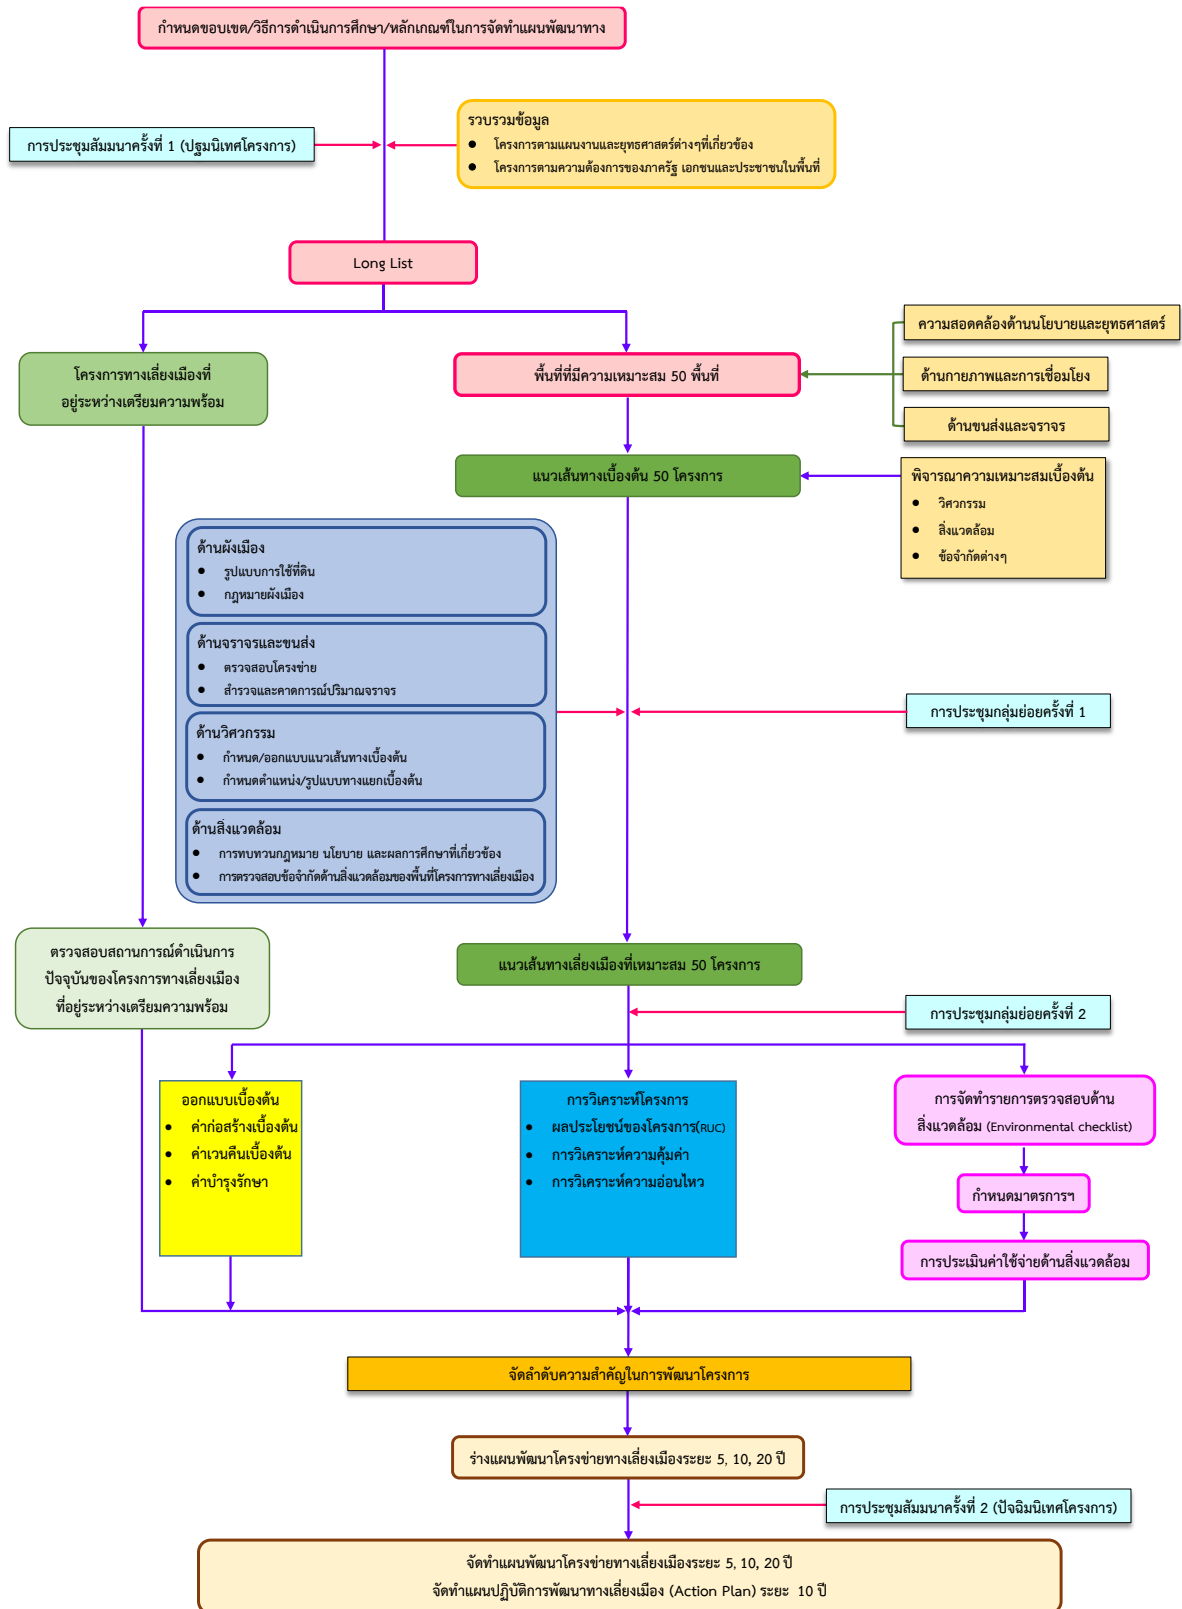 กำหนดขอบเขต/วิธีการดำเนินการศึกษา/หลักเกณฑ์ในการจัดทำแผนพัฒนาทาง
การประชุมสัมมนาครั้งที่ 1 (ปฐมนิเทศโครงการ)
รวบรวมข้อมูล
● โครงการตามแผนงานและยุทธศาสตร์ต่างๆที่เกี่ยวข้อง
● โครงการตามความต้องการของภาครัฐ เอกชนและประชาชนในพื้นที่
Long List
โครงการทางเลี่ยงเมืองที่
อยู่ระหว่างเตรียมความพร้อม
พื้นที่ที่มีความเหมาะสม 50 พื้นที่
ความสอดคล้องด้านนโยบายและยุทธศาสตร์
ด้านกายภาพและการเชื่อมโยง
ด้านขนส่งและจราจร
แนวเส้นทางเบื้องต้น 50 โครงการ
พิจารณาความเหมาะสมเบื้องต้น
● วิศวกรรม
● สิ่งแวดล้อม
● ข้อจำกัดต่างๆ
ด้านผังเมือง
● รูปแบบการใช้ที่ดิน
● กฎหมายผังเมือง
ด้านจราจรและขนส่ง
● ตรวจสอบโครงข่าย
● สำรวจและคาดการณ์ปริมาณจราจร
ด้านวิศวกรรม
● กำหนด/ออกแบบแนวเส้นทางเบื้องต้น
● กำหนดตำแหน่ง/รูปแบบทางแยกเบื้องต้น
ด้านสิ่งแวดล้อม
● การทบทวนกฎหมาย นโยบาย และผลการศึกษาที่เกี่ยวข้อง
● การตรวจสอบข้อจำกัดด้านสิ่งแวดล้อมของพื้นที่โครงการทางเลี่ยงเมือง
การประชุมกลุ่มย่อยครั้งที่ 1
ตรวจสอบสถานการณ์ดำเนินการ
ปัจจุบันของโครงการทางเลี่ยงเมือง
ที่อยู่ระหว่างเตรียมความพร้อม
แนวเส้นทางเลี่ยงเมืองที่เหมาะสม 50 โครงการ
การประชุมกลุ่มย่อยครั้งที่ 2
ออกแบบเบื้องต้น
● ค่าก่อสร้างเบื้องต้น
● ค่าเวนคืนเบื้องต้น
● ค่าบำรุงรักษา
การวิเคราะห์โครงการ
● ผลประโยชน์ของโครงการ(RUC)
● การวิเคราะห์ความคุ้มค่า
● การวิเคราะห์ความอ่อนไหว
การจัดทำรายการตรวจสอบด้าน
สิ่งแวดล้อม (Environmental checklist)
กำหนดมาตรการฯ
การประเมินค่าใช้จ่ายด้านสิ่งแวดล้อม
จัดลำดับความสำคัญในการพัฒนาโครงการ
ร่างแผนพัฒนาโครงข่ายทางเลี่ยงเมืองระยะ 5, 10, 20 ปี
การประชุมสัมมนาครั้งที่ 2 (ปัจฉิมนิเทศโครงการ)
จัดทำแผนพัฒนาโครงข่ายทางเลี่ยงเมืองระยะ 5, 10, 20 ปี
จัดทำแผนปฏิบัติการพัฒนาทางเลี่ยงเมือง (Action Plan) ระยะ 10 ปี